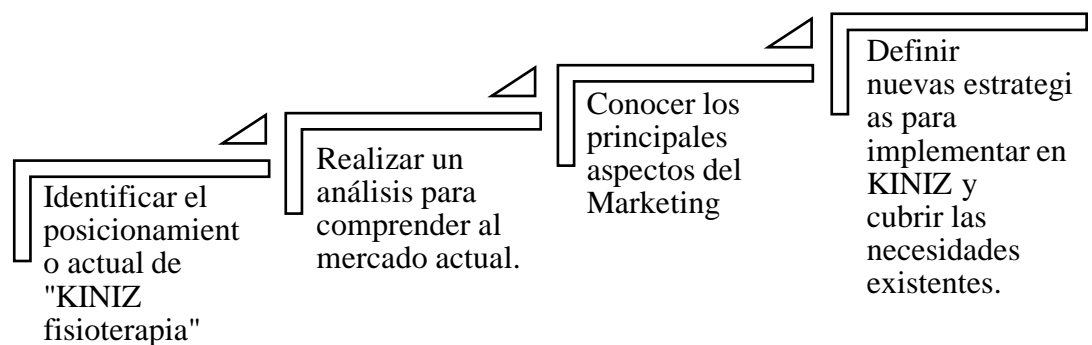 Identificar el
posicionamient
o actual de
"KINIZ
fisioterapia"
Realizar un
análisis para
comprender al
mercado actual.
Conocer los
principales
aspectos del
Marketing
Definir
nuevas estrategi
as para
implementar en
KINIZ y
cubrir las
necesidades
existentes.